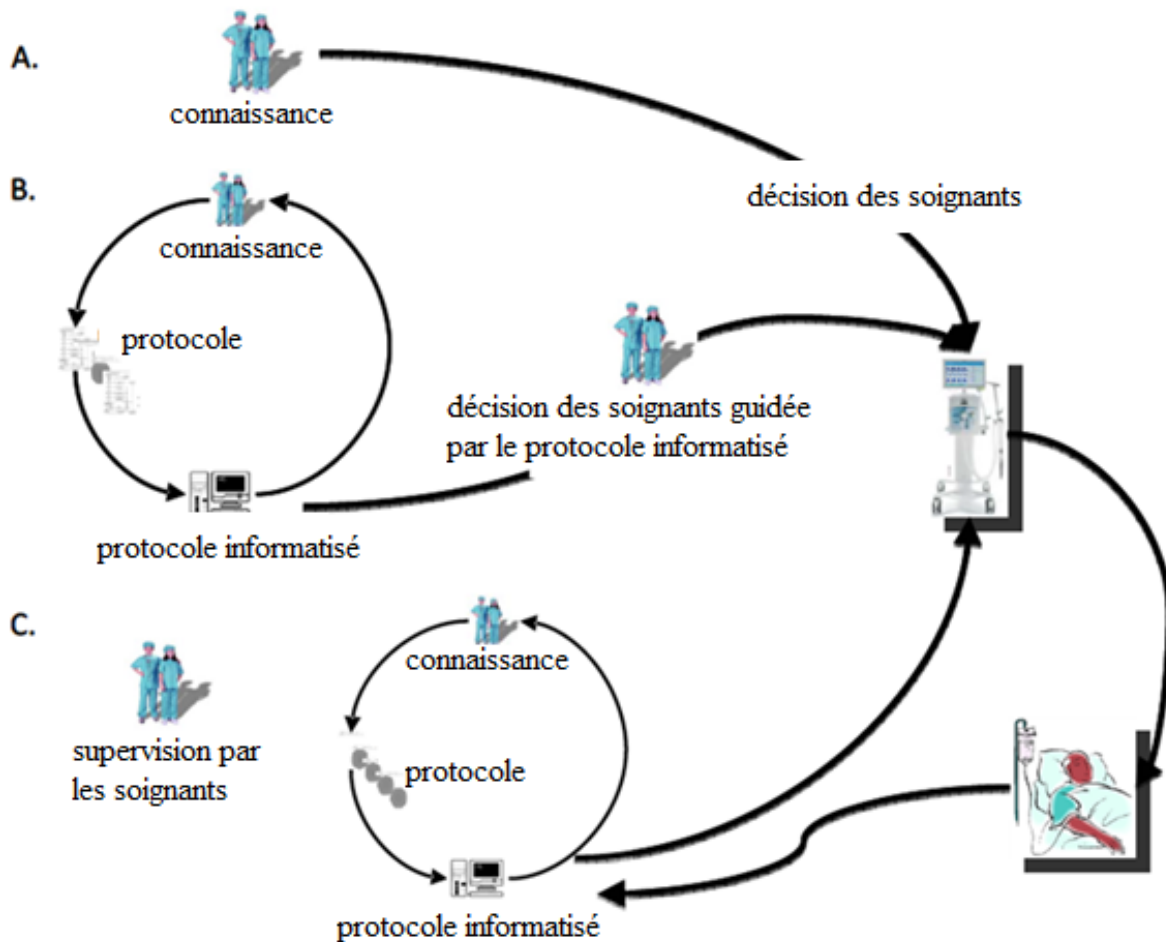 A.
connaissance
B.
décision des soignants
connaissance
protocole
décision des soignants guidée
par le protocole informatisé
protocole informatisé
C.
connaissance
supervision par
les soignants
protocole
protocole informatisé